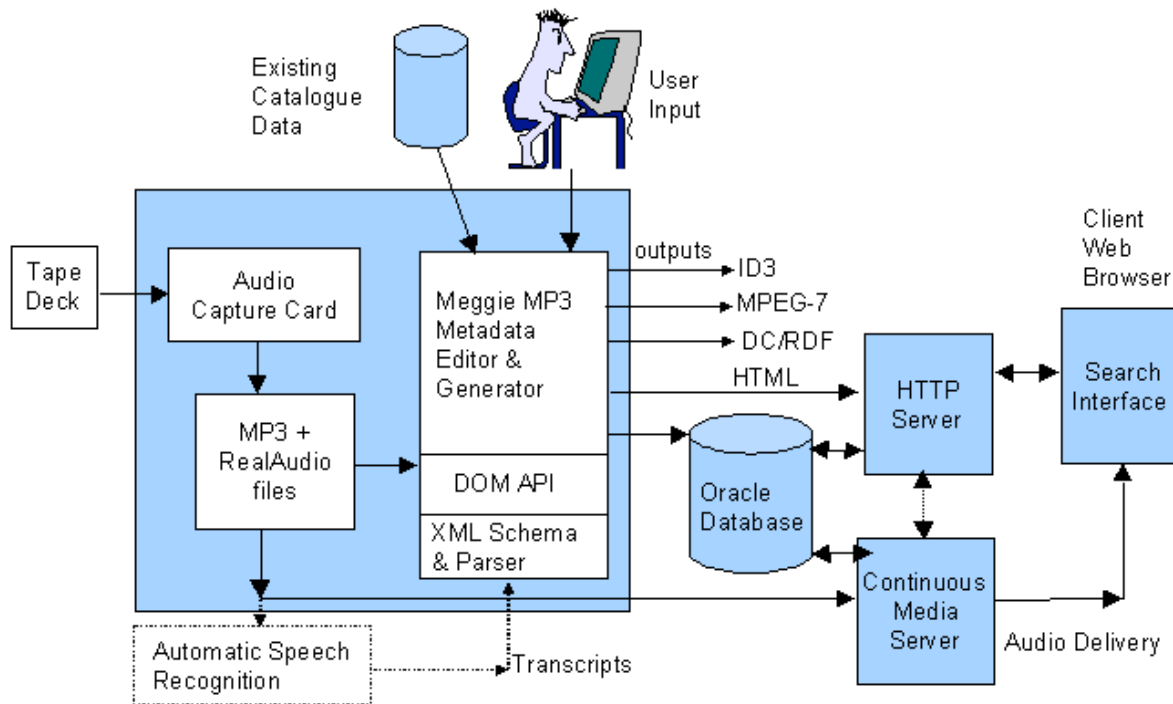 Existing
Catalogue
Data
User
Input
Client
Web
Browser
Tape
Deck
Audio
Capture Card
MP3 +
RealAudio
files
Meggie MP3
Metadata
Editor &
Generator
DOM API
XML Schema
& Parser
outputs
ID3
MPEG-7
DC/RDF
HTML
HTTP
Server
Search
Interface
Oracle
Database
Continuous
Media
Server
Audio Delivery
Automatic Speech
Recognition
Transcripts